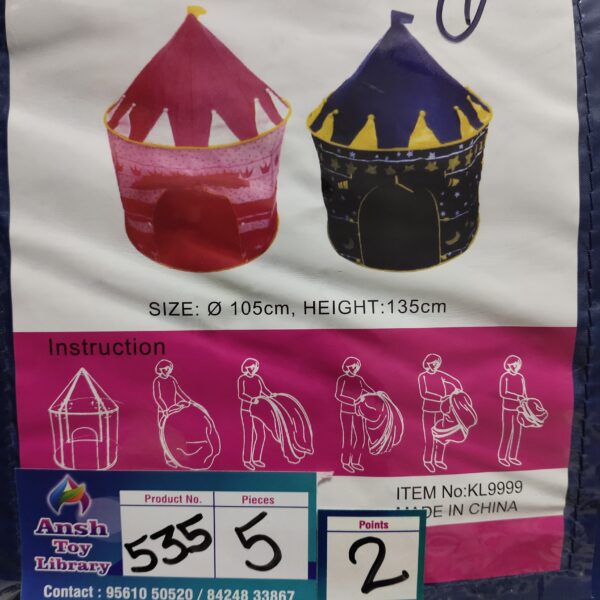 SIZE: Ø 105cm, HEIGHT:135cm
Instruction
ITEM No:KL9999
MADE IN CHINA
Ansh
Toy
Library
Product No.
535
Pieces
5
Points
2
Contact : 95610 50520 / 84248 33867